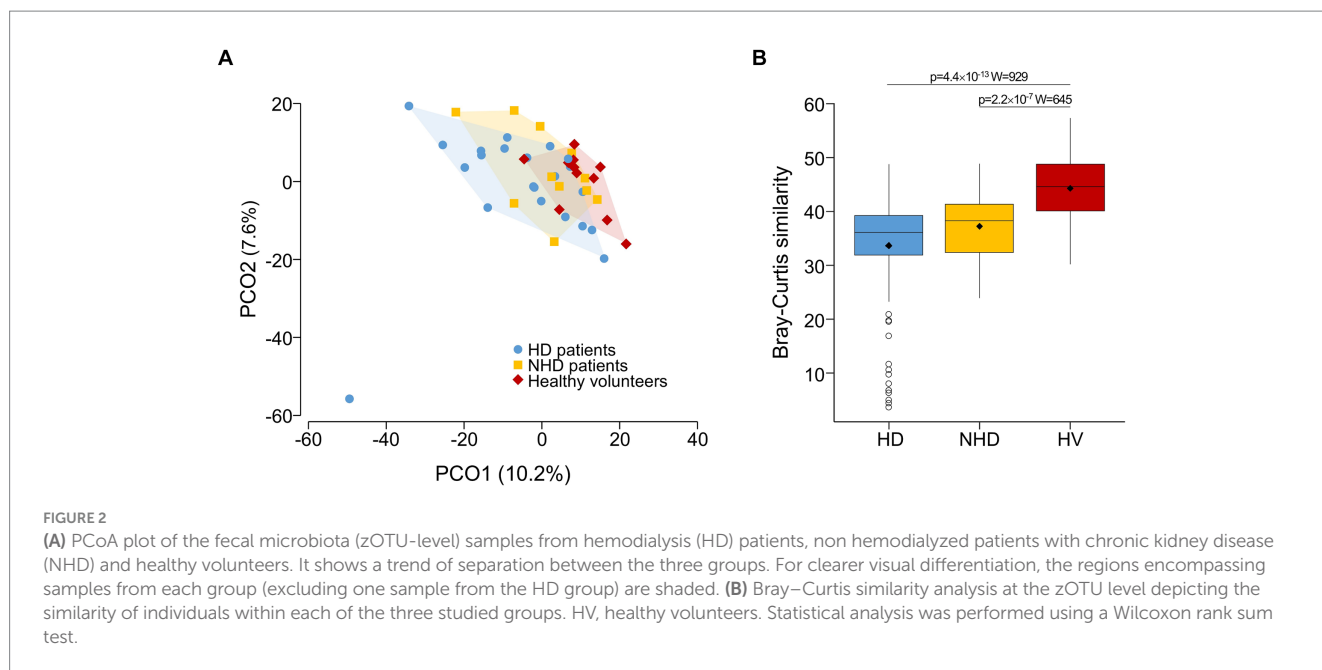 A
20
0
-20
-40
-60
PCO2 (7.6%)
HD patients
NHD patients
Healthy volunteers
-60
-40
-20
0
20
40
PCO1 (10.2%)
B
p=4.4×10-13 W=929
p=2.2×10-7 W=645
60
50
40
30
20
10
Bray-Curtis similarity
HD
NHD
HV
FIGURE 2
(A) PCoA plot of the fecal microbiota (zOTU-level) samples from hemodialysis (HD) patients, non hemodialyzed patients with chronic kidney disease
(NHD) and healthy volunteers. It shows a trend of separation between the three groups. For clearer visual differentiation, the regions encompassing
samples from each group (excluding one sample from the HD group) are shaded. (B) Bray–Curtis similarity analysis at the zOTU level depicting the
similarity of individuals within each of the three studied groups. HV, healthy volunteers. Statistical analysis was performed using a Wilcoxon rank sum
test.